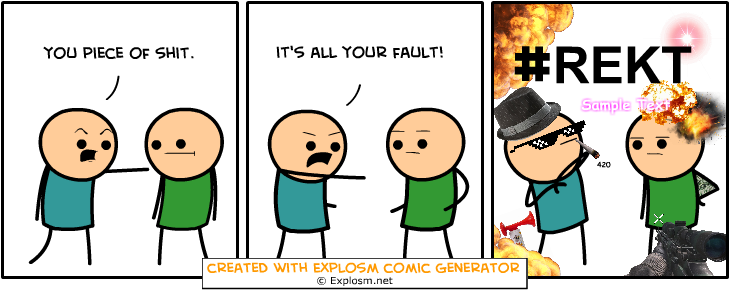 YOU PIECE OF SHIT.
IT'S ALL YOUR FAULT!
#REKT
Sample Text
420
CREATED WITH EXPLOSM COMIC GENERATOR
© Explosm.net